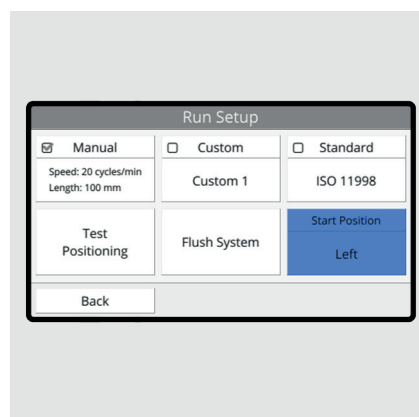 Run Setup
Manual
Custom
Standard
Speed: 20 cycles/min
Length: 100 mm
Custom 1
ISO 11998
Test
Positioning
Flush System
Start Position
Left
Back